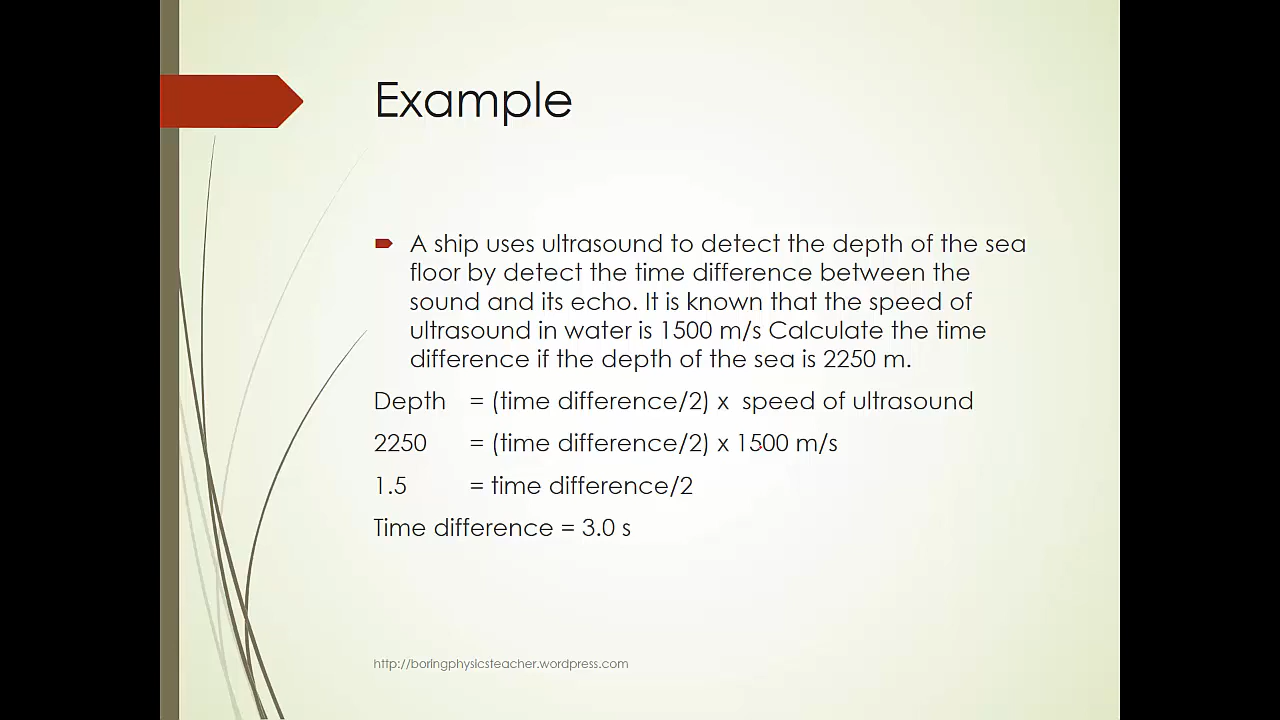 Example
A ship uses ultrasound to detect the depth of the sea
floor by detect the time difference between the
sound and its echo. It is known that the speed of
ultrasound in water is 1500 m/s Calculate the time
difference if the depth of the sea is 2250 m.
Depth = (time difference/2) x speed of ultrasound
2250 = (time difference/2) x 1500 m/s
1.5 = time difference/2
Time difference = 3.0 s
http://boringphysicsteacher.wordpress.com